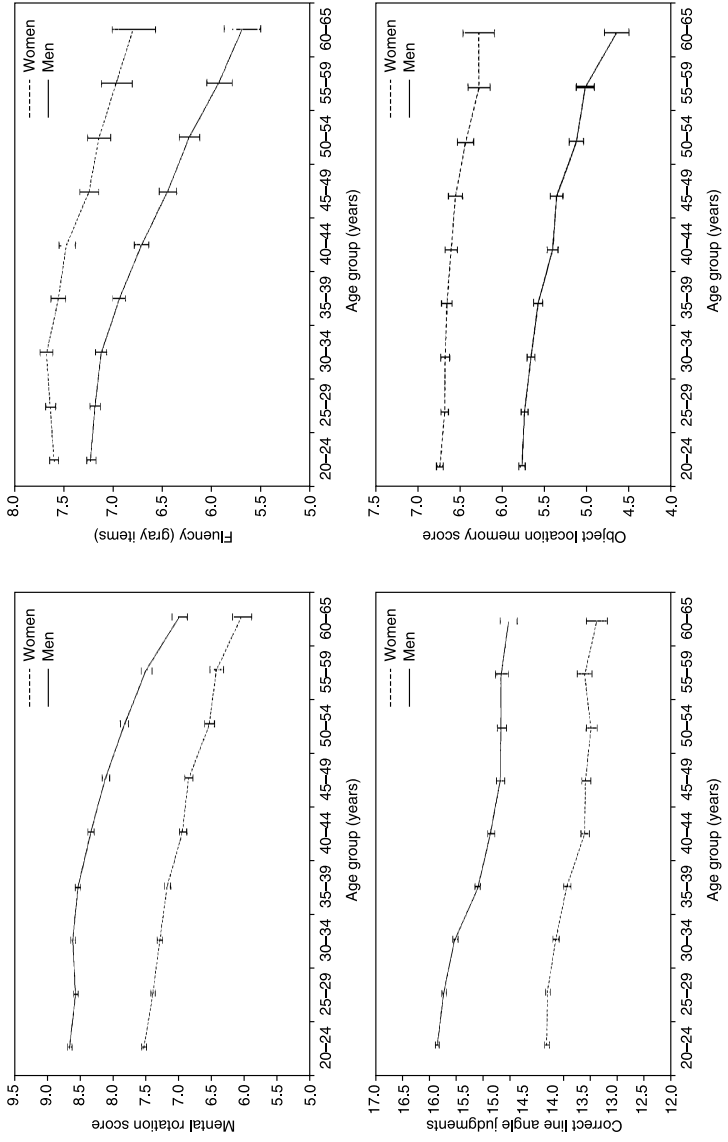 9.5
9.0
8.5
8.0
7.5
7.0
6.5
6.0
5.5
5.0
Mental rotation score
Women
Men
20–24 25–29 30–34 35–39 40–44 45–49 50–54 55–59 60–65
Age group (years)
8.0
7.5
7.0
6.5
6.0
5.5
5.0
Fluency (gray items)
Women
Men
20–24 25–29 30–34 35–39 40–44 45–49 50–54 55–59 60–65
Age group (years)
17.0
16.5
16.0
15.5
15.0
14.5
14.0
13.5
13.0
12.5
12.0
Correct line angle judgments
Women
Men
20–24 25–29 30–34 35–39 40–44 45–49 50–54 55–59 60–65
Age group (years)
7.5
7.0
6.5
6.0
5.5
5.0
4.5
4.0
Object location memory score
Women
Men
20–24 25–29 30–34 35–39 40–44 45–49 50–54 55–59 60–65
Age group (years)